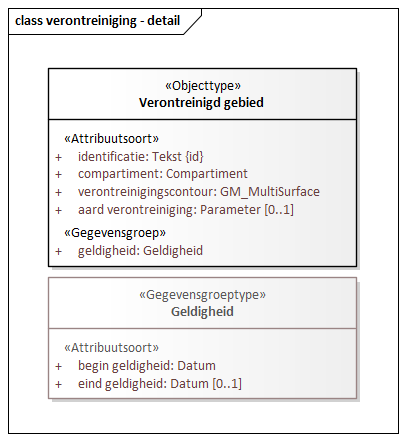 class verontreiniging - detail
«Objecttype»
Verontreinigd gebied
«Attribuutsoort»
+ identificatie: Tekst {id}
+ compartiment: Compartiment
+ verontreinigingscontour: GM_MultiSurface
+ aard verontreiniging: Parameter [0..1]
«Gegevensgroep»
+ geldigheid: Geldigheid
«Gegevensgroeptype»
Geldigheid
«Attribuutsoort»
+ begin geldigheid: Datum
+ eind geldigheid: Datum [0..1]